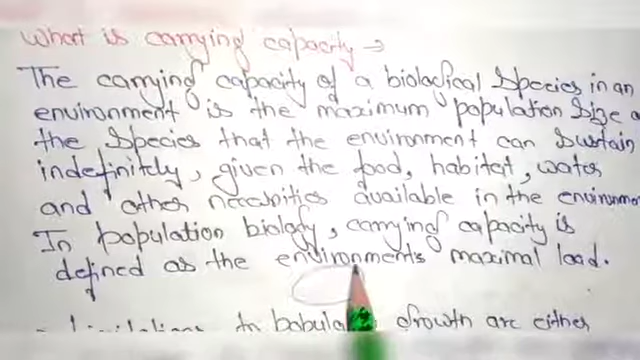 What is carrying capacity →
The carrying capacity of a biological species in an
environment is the maximum population size o
the species that the environment can sustain
indefinitely, given the food, habitat, water
and other necessities available in the environme
In population biology, carrying capacity is
defined as the environment's maximal load.
to popula growth are either